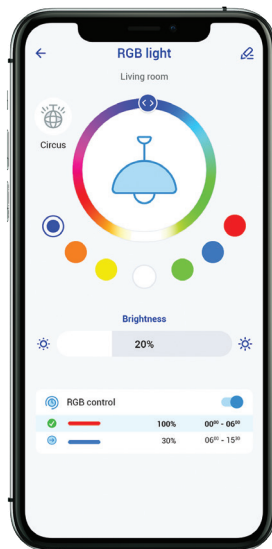 RGB light
Living room
Circus
Brightness
20%
RGB control
100% 00⁰⁰ - 06⁰⁰
30% 06⁰⁰ - 15³⁰